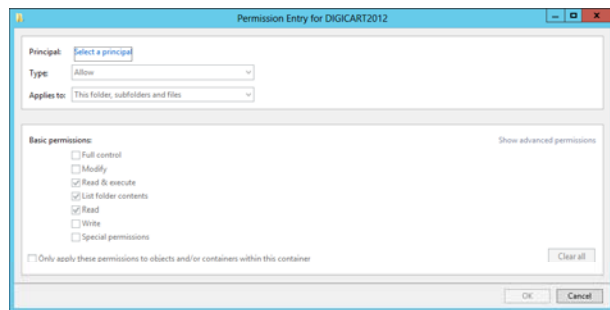 Permission Entry for DIGICART2012
Principal: Select a principal
Type: Allow
Applies to: This folder, subfolders and files
Basic permissions: Show advanced permissions
Full control
Modify
Read & execute
List folder contents
Read
Write
Special permissions
Only apply these permissions to objects and/or containers within this container
Clear all
OK Cancel